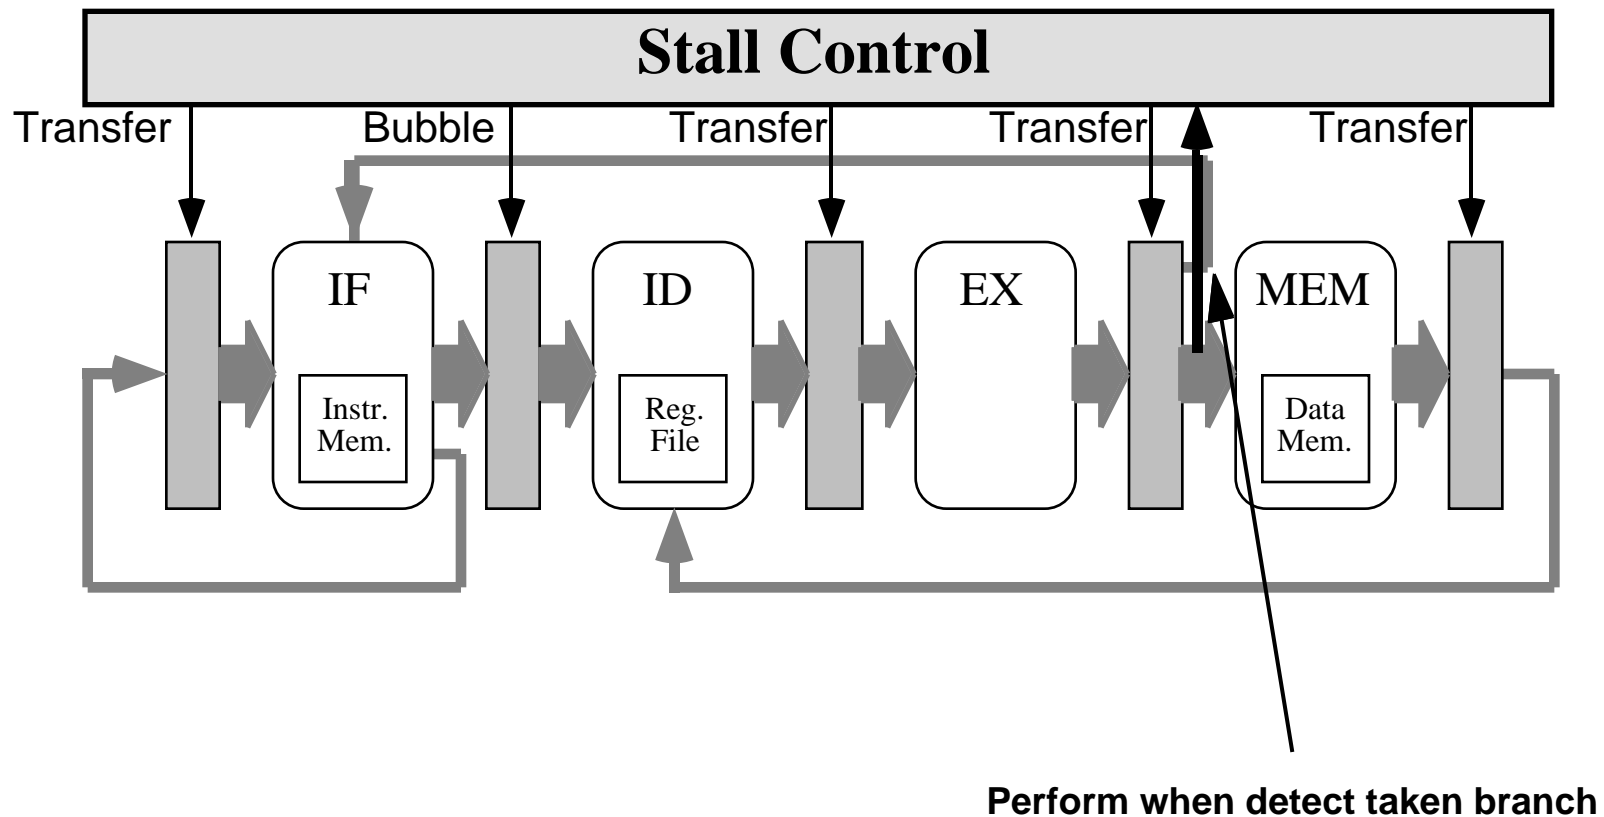 Stall Control
Transfer
Bubble
Transfer
Transfer
Transfer
IF
ID
EX
MEM
Instr.
Mem.
Reg.
File
Data
Mem.
Perform when detect taken branch